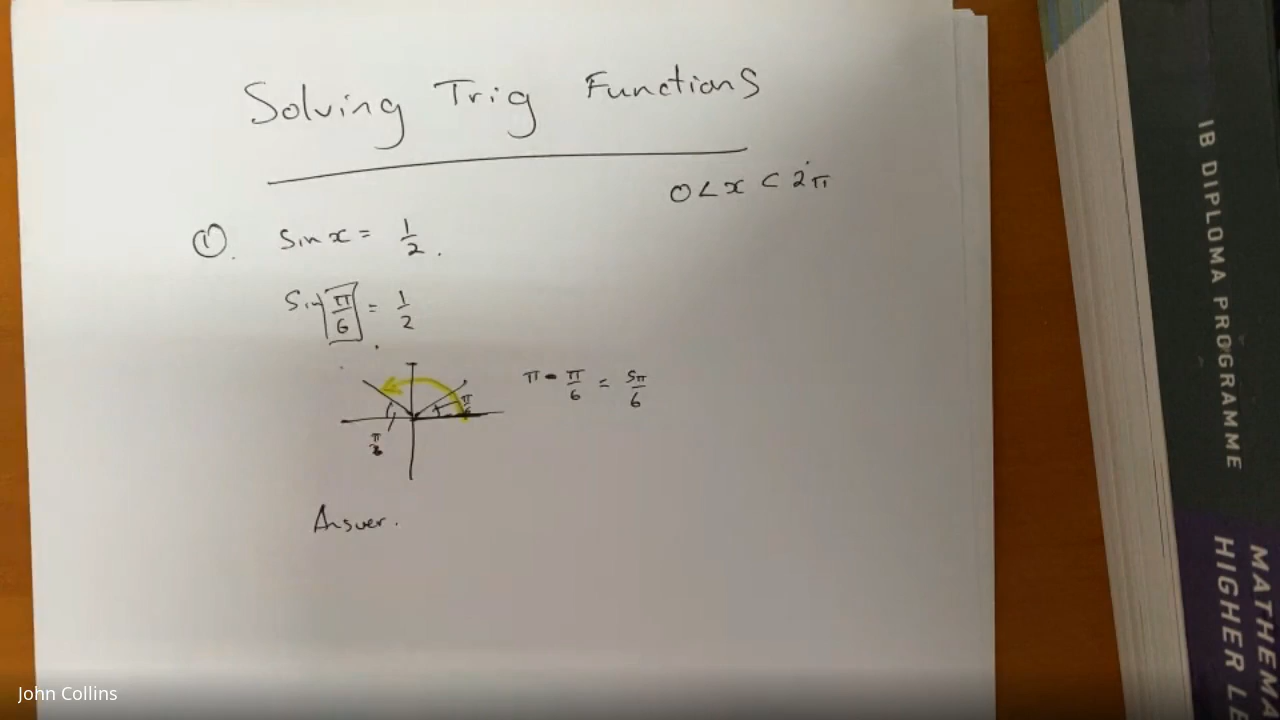 Solving Trig Functions
0 < x < 2π
①. sin x = 1/2.
Sin π/6 = 1/2
π - π/6 = 5π/6
π/6
Answer.
IB DIPLOMA PROGRAMME
MATHEMA
HIGHER LE
John Collins